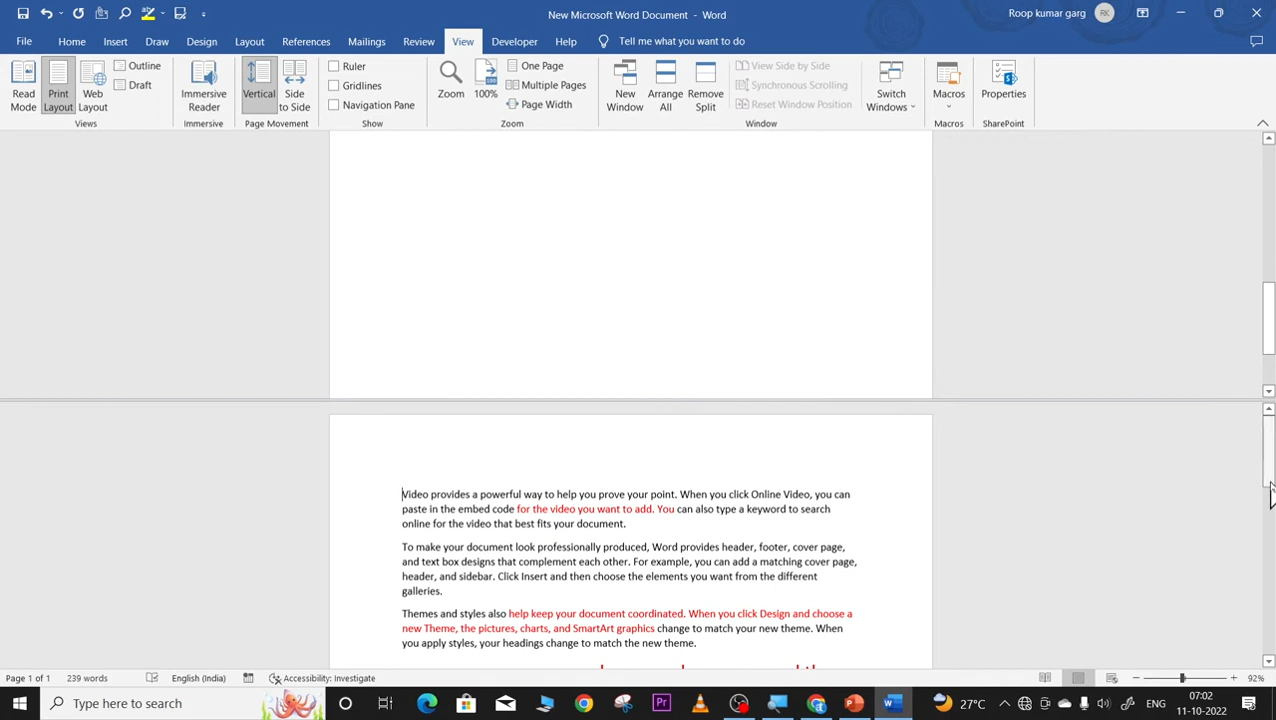 New Microsoft Word Document - Word
Roop kumar garg
RK
File Home Insert Draw Design Layout References Mailings Review View Developer Help Tell me what you want to do
Read Mode
Print Layout
Web Layout
Outline
Draft
Views
Immersive Reader
Immersive
Vertical
Side to Side
Page Movement
Ruler
Gridlines
Navigation Pane
Show
Zoom
100%
One Page
Multiple Pages
Page Width
Zoom
New Window
Arrange All
Remove Split
View Side by Side
Synchronous Scrolling
Reset Window Position
Window
Switch Windows
Macros
Macros
Properties
SharePoint
Video provides a powerful way to help you prove your point. When you click Online Video, you can
paste in the embed code for the video you want to add. You can also type a keyword to search
online for the video that best fits your document.
To make your document look professionally produced, Word provides header, footer, cover page,
and text box designs that complement each other. For example, you can add a matching cover page,
header, and sidebar. Click Insert and then choose the elements you want from the different
galleries.
Themes and styles also help keep your document coordinated. When you click Design and choose a
new Theme, the pictures, charts, and SmartArt graphics change to match your new theme. When
you apply styles, your headings change to match the new theme.
Page 1 of 1 239 words English (India) Accessibility: Investigate 92%
Type here to search
Pr
27°C
ENG
07:02
11-10-2022